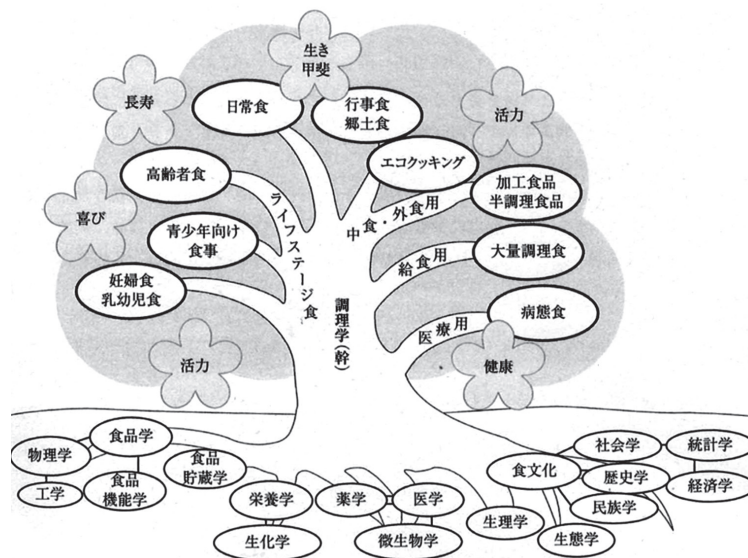 生き
甲斐
長寿
日常食
行事食
郷土食
活力
エコクッキング
高齢者食
加工食品
半調理食品
喜び
青少年向け
食事
ライフステージ食
中食・外食用
給食用
大量調理食
妊婦食
乳幼児食
調理学(幹)
医療用
病態食
活力
健康
食品学
物理学
食品
貯蔵学
工学
食品
機能学
栄養学
薬学
医学
生化学
微生物学
生理学
食文化
社会学
統計学
歴史学
経済学
民族学
生態学